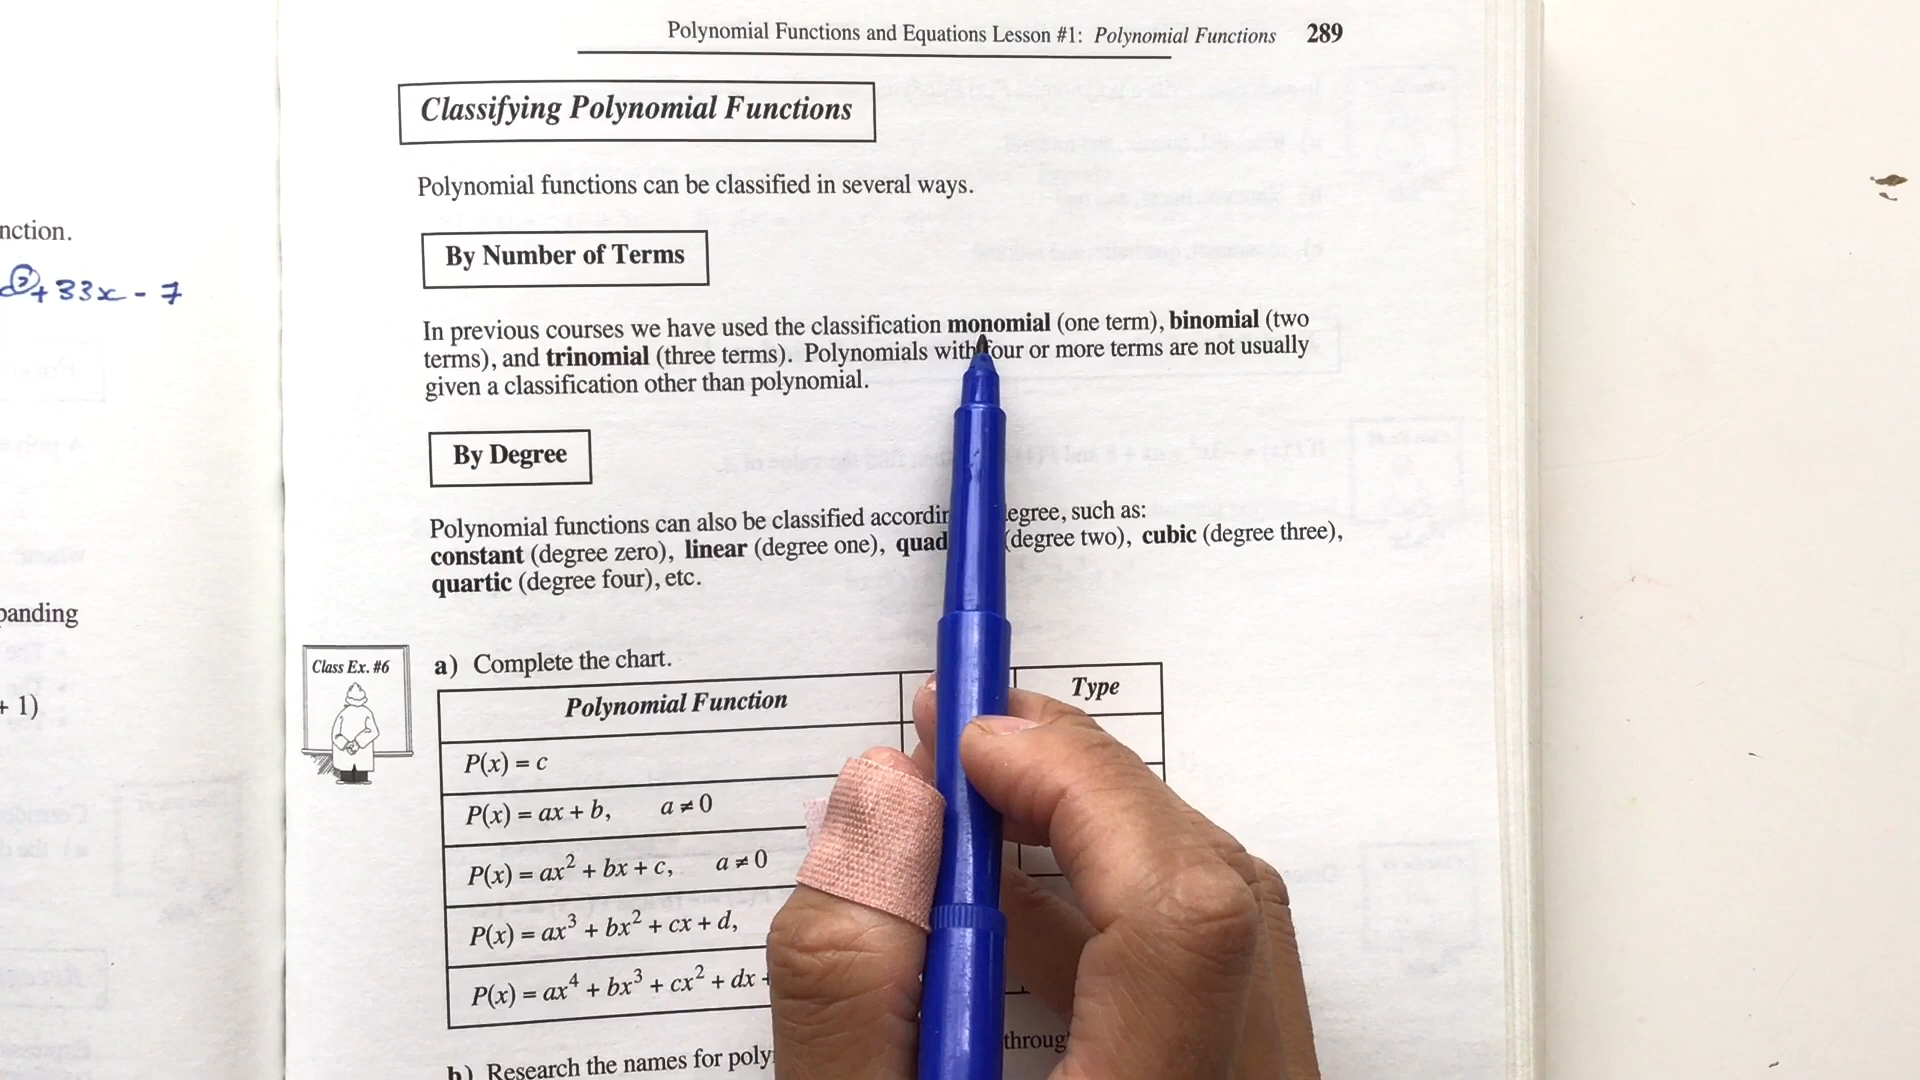 Polynomial Functions and Equations Lesson #1: Polynomial Functions 289
Classifying Polynomial Functions
Polynomial functions can be classified in several ways.
nction.
By Number of Terms
+ 33x - 7
In previous courses we have used the classification monomial (one term), binomial (two
terms), and trinomial (three terms). Polynomials with four or more terms are not usually
given a classification other than polynomial.
By Degree
Polynomial functions can also be classified accordin egree, such as:
constant (degree zero), linear (degree one), quad (degree two), cubic (degree three),
quartic (degree four), etc.
panding
Class Ex. #6
a) Complete the chart.
Polynomial Function Type
+ 1)
P(x) = c
P(x) = ax + b, a ≠ 0
P(x) = ax² + bx + c, a ≠ 0
P(x) = ax³ + bx² + cx + d,
P(x) = ax⁴ + bx³ + cx² + dx +
b) Research the names for poly throug